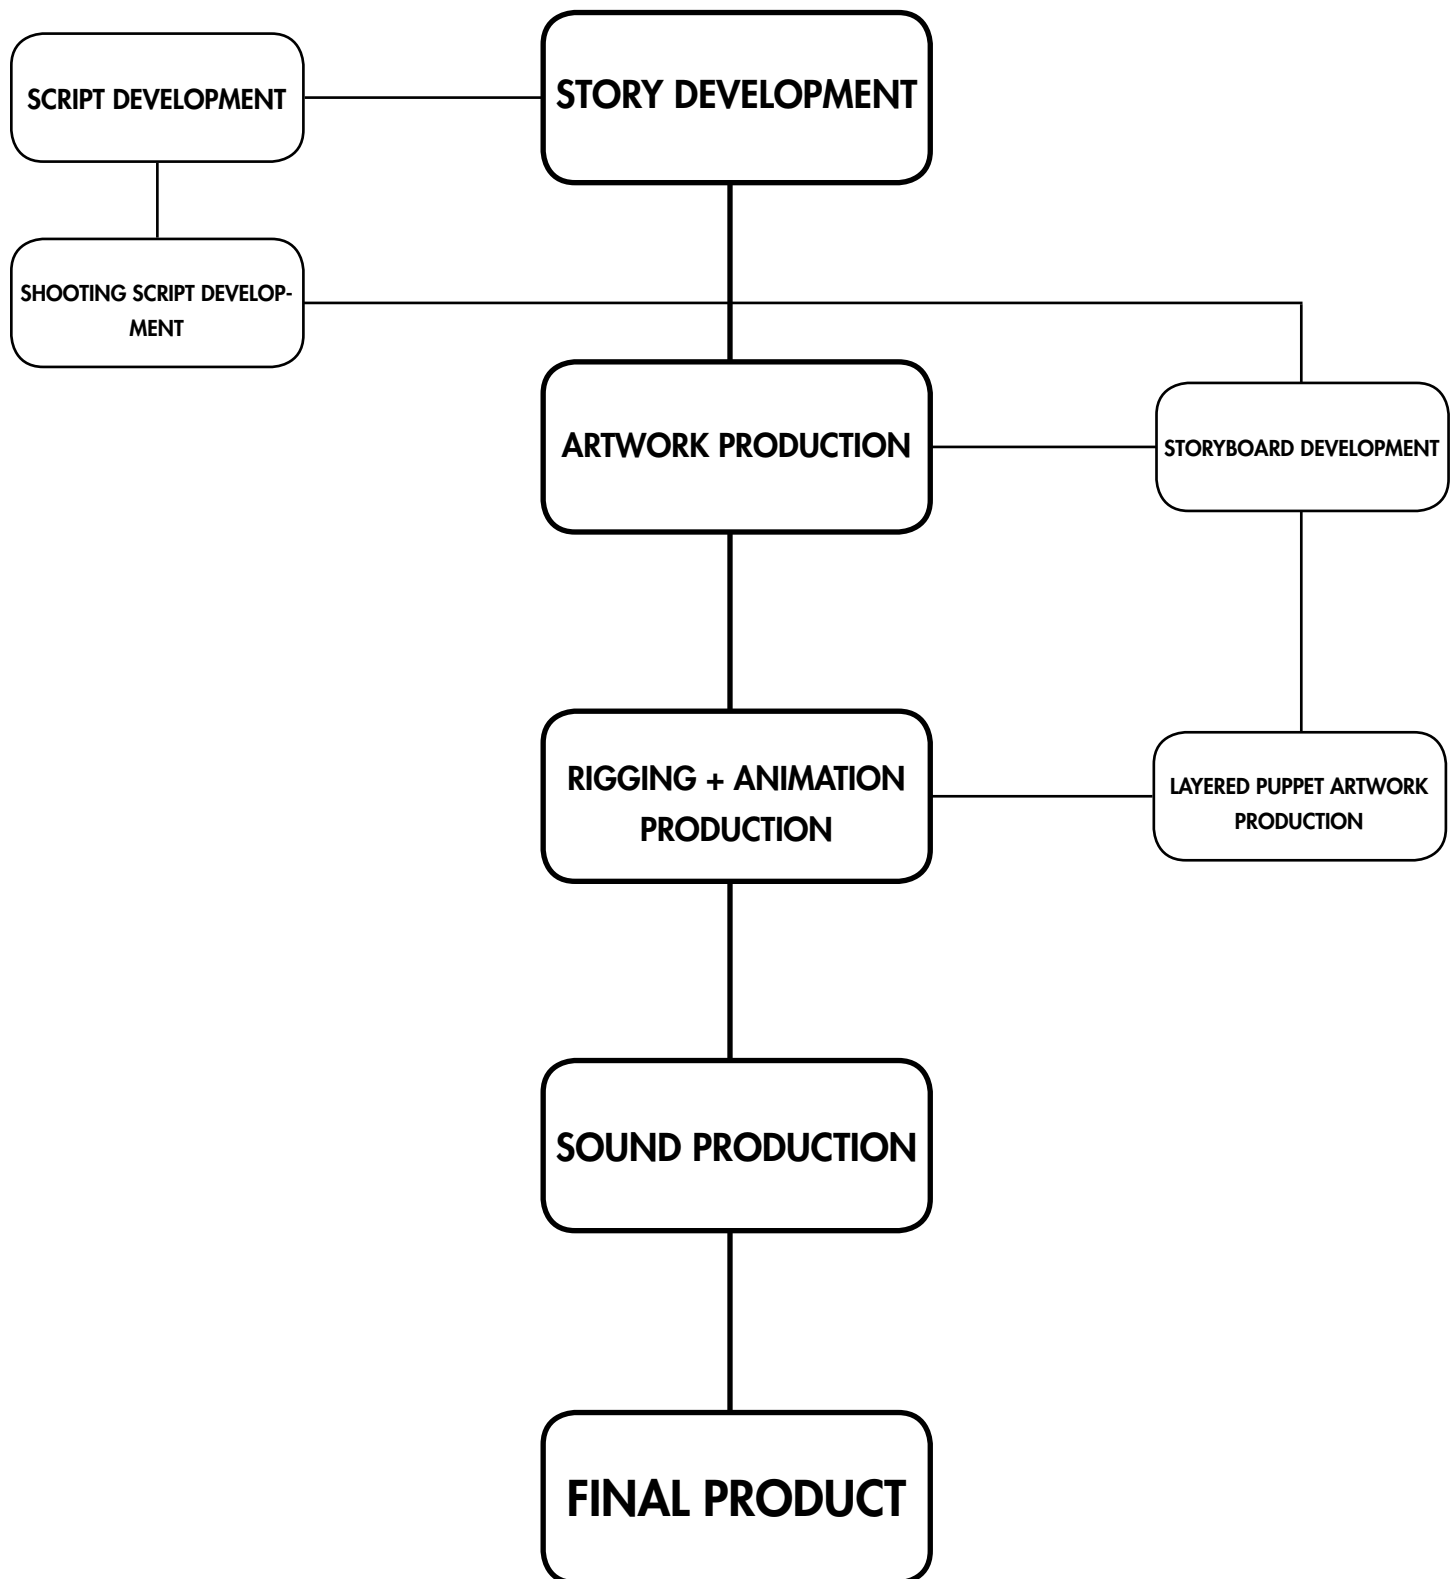 SCRIPT DEVELOPMENT
STORY DEVELOPMENT
SHOOTING SCRIPT DEVELOP-
MENT
ARTWORK PRODUCTION
STORYBOARD DEVELOPMENT
RIGGING + ANIMATION
PRODUCTION
LAYERED PUPPET ARTWORK
PRODUCTION
SOUND PRODUCTION
FINAL PRODUCT